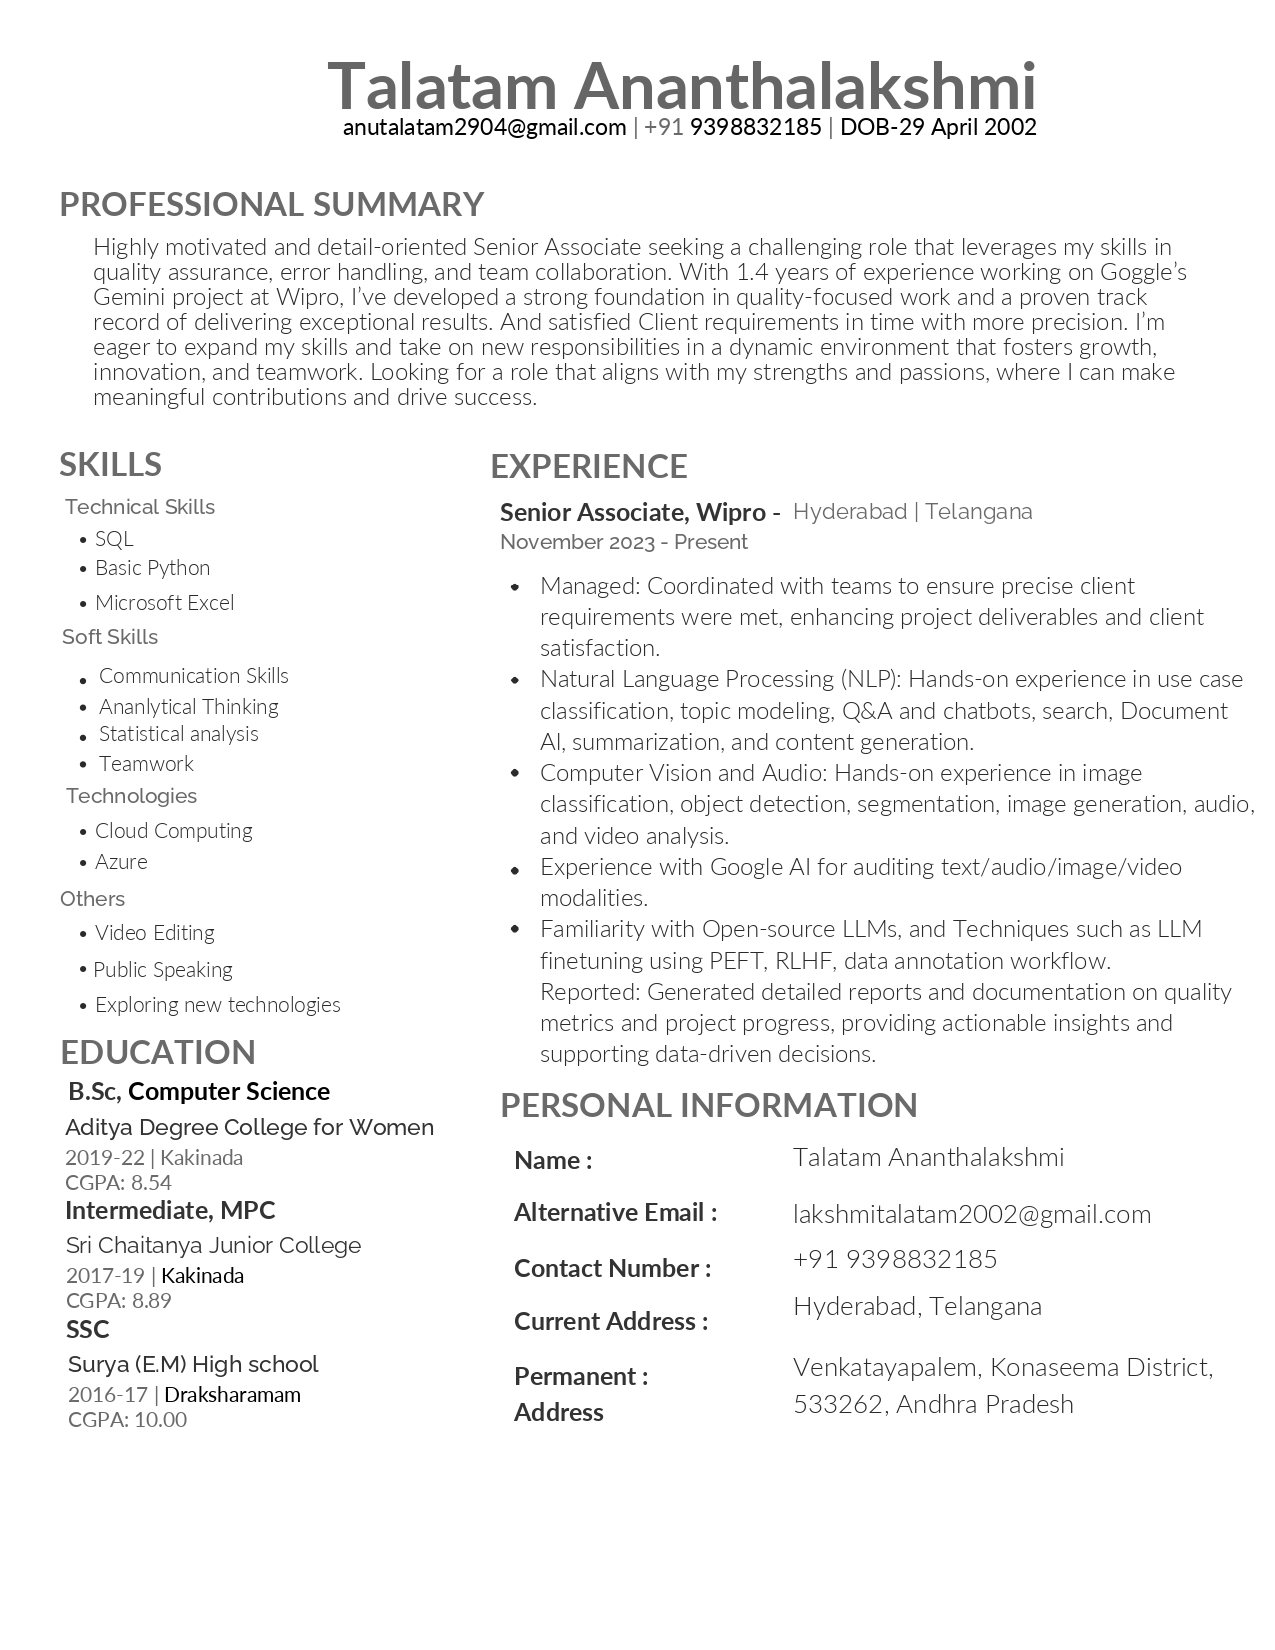 Talatam Ananthalakshmi
anutalatam2904@gmail.com | +91 9398832185 | DOB-29 April 2002
PROFESSIONAL SUMMARY
Highly motivated and detail-oriented Senior Associate seeking a challenging role that leverages my skills in
quality assurance, error handling, and team collaboration. With 1.4 years of experience working on Goggle’s
Gemini project at Wipro, I’ve developed a strong foundation in quality-focused work and a proven track
record of delivering exceptional results. And satisfied Client requirements in time with more precision. I’m
eager to expand my skills and take on new responsibilities in a dynamic environment that fosters growth,
innovation, and teamwork. Looking for a role that aligns with my strengths and passions, where I can make
meaningful contributions and drive success.
SKILLS
Technical Skills
• SQL
• Basic Python
• Microsoft Excel
Soft Skills
• Communication Skills
• Ananlytical Thinking
• Statistical analysis
• Teamwork
Technologies
• Cloud Computing
• Azure
Others
• Video Editing
• Public Speaking
• Exploring new technologies
EDUCATION
B.Sc, Computer Science
Aditya Degree College for Women
2019-22 | Kakinada
CGPA: 8.54
Intermediate, MPC
Sri Chaitanya Junior College
2017-19 | Kakinada
CGPA: 8.89
SSC
Surya (E.M) High school
2016-17 | Draksharamam
CGPA: 10.00
EXPERIENCE
Senior Associate, Wipro - Hyderabad | Telangana
November 2023 - Present
• Managed: Coordinated with teams to ensure precise client
requirements were met, enhancing project deliverables and client
satisfaction.
• Natural Language Processing (NLP): Hands-on experience in use case
classification, topic modeling, Q&A and chatbots, search, Document
AI, summarization, and content generation.
• Computer Vision and Audio: Hands-on experience in image
classification, object detection, segmentation, image generation, audio,
and video analysis.
• Experience with Google AI for auditing text/audio/image/video
modalities.
• Familiarity with Open-source LLMs, and Techniques such as LLM
finetuning using PEFT, RLHF, data annotation workflow.
Reported: Generated detailed reports and documentation on quality
metrics and project progress, providing actionable insights and
supporting data-driven decisions.
PERSONAL INFORMATION
Name : Talatam Ananthalakshmi
Alternative Email : lakshmitalatam2002@gmail.com
Contact Number : +91 9398832185
Current Address : Hyderabad, Telangana
Permanent : Venkatayapalem, Konaseema District,
Address 533262, Andhra Pradesh